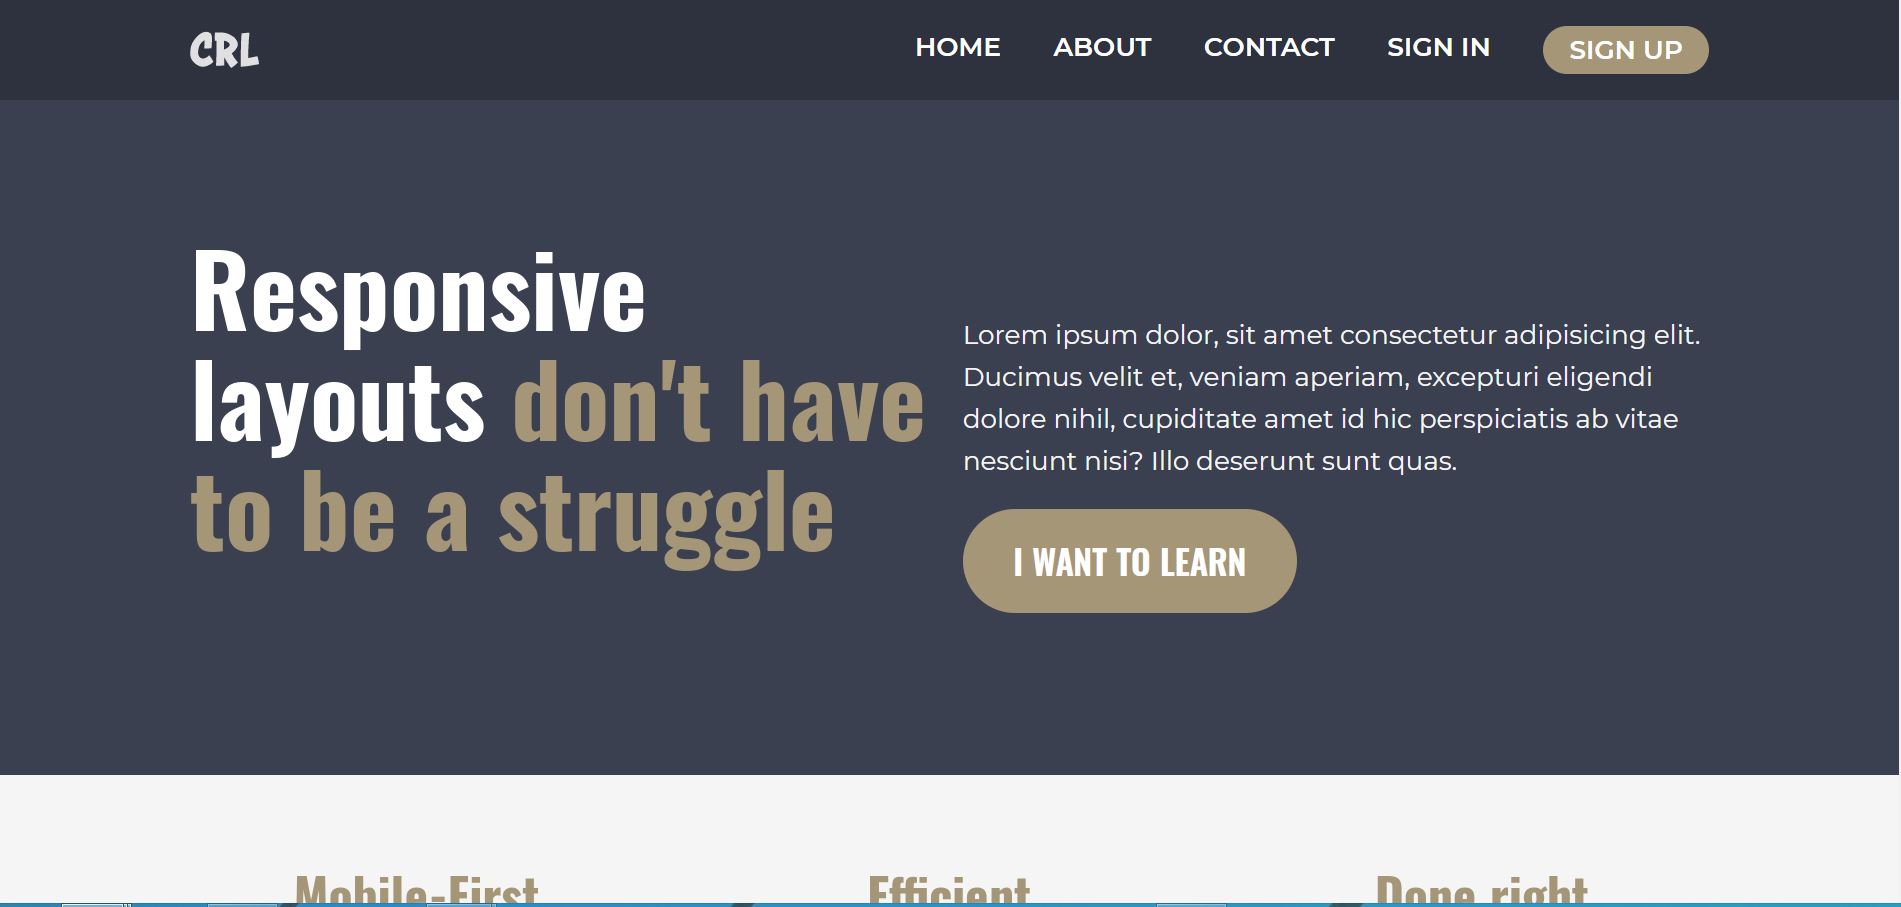 CRL
HOME ABOUT CONTACT SIGN IN SIGN UP
Responsive
layouts don't have
to be a struggle
Lorem ipsum dolor, sit amet consectetur adipisicing elit.
Ducimus velit et, veniam aperiam, excepturi eligendi
dolore nihil, cupiditate amet id hic perspiciatis ab vitae
nesciunt nisi? Illo deserunt sunt quas.
I WANT TO LEARN
Mobile-First Efficient Done right